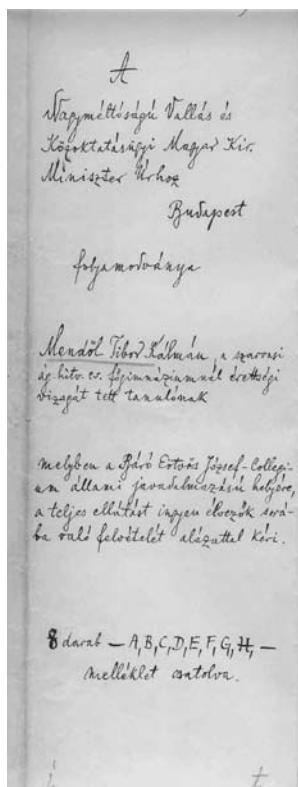 A
Nagyméltóságú Vallás és
Közoktatásügyi Magyar Kir.
Miniszter Úrhoz
Budapest
folyamodványa
Mendöl Tibor Kálmán, a szarvasi
ág. hitv. ev. főgimnáziumnál érettségi
vizsgát tett tanulónak
melyben a Báró Eötvös József-Collegi-
um állami javadalmazású helyére,
a teljes ellátást ingyen élvezők sorá-
ba való felvételét alázattal kéri.
8 darab — A, B, C, D, E, F, G, H, —
melléklet csatolva.